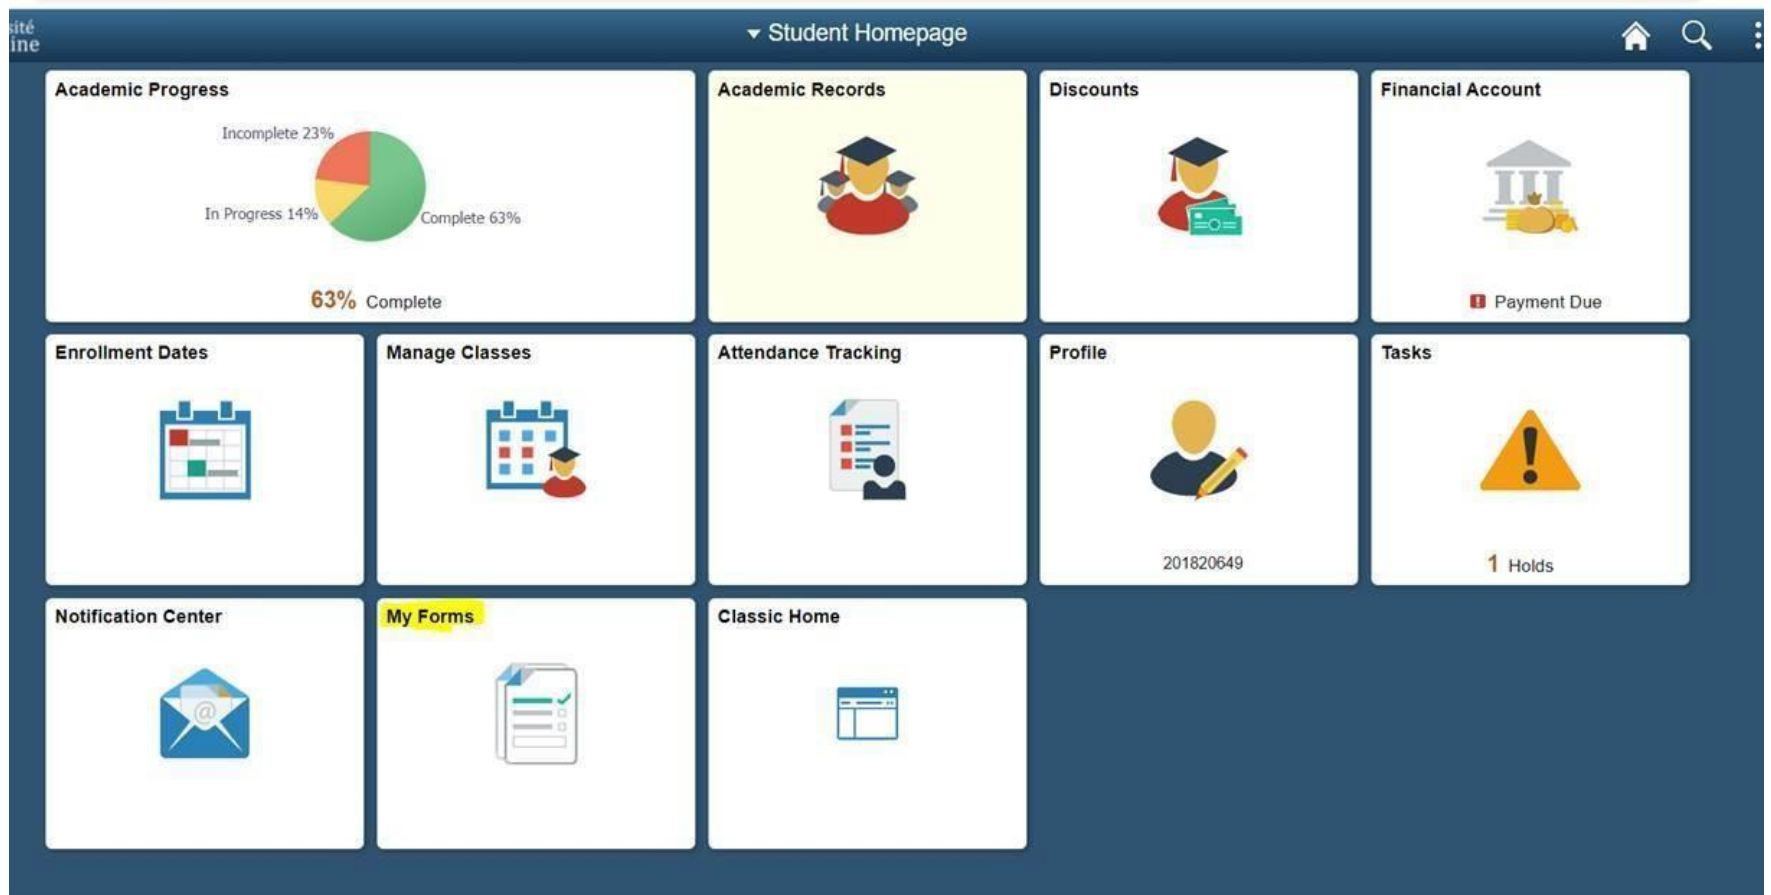 sité
ine
Student Homepage
Academic Progress
Incomplete 23%
In Progress 14%
Complete 63%
63% Complete
Academic Records
Discounts
Financial Account
Payment Due
Enrollment Dates
Manage Classes
Attendance Tracking
Profile
201820649
Tasks
1 Holds
Notification Center
@
My Forms
Classic Home